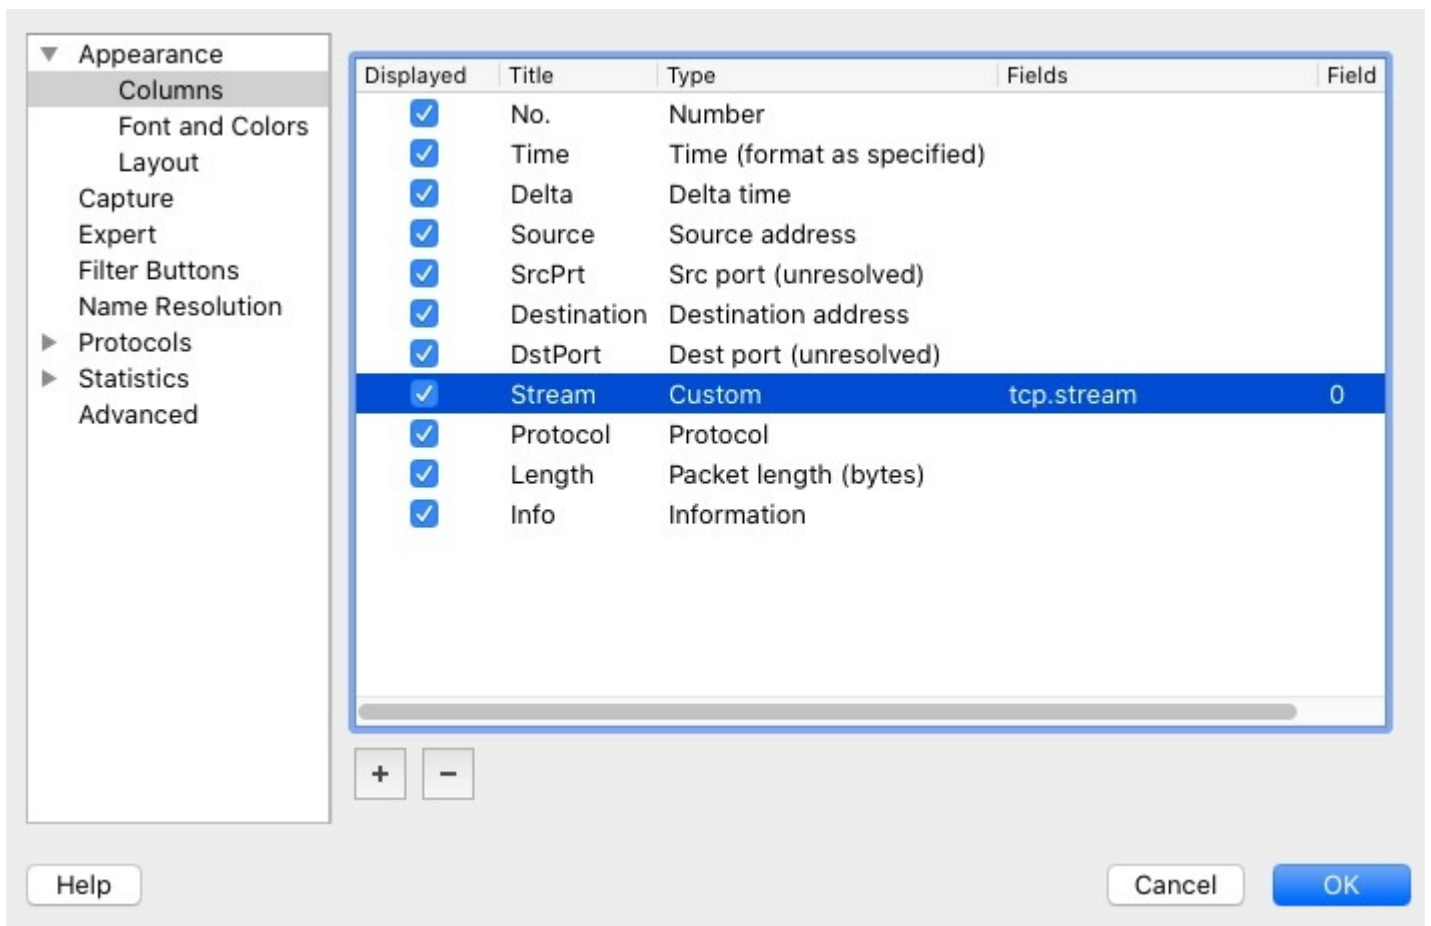 Appearance
Columns
Font and Colors
Layout
Capture
Expert
Filter Buttons
Name Resolution
Protocols
Statistics
Advanced
Displayed Title Type Fields Field
No. Number
Time Time (format as specified)
Delta Delta time
Source Source address
SrcPrt Src port (unresolved)
Destination Destination address
DstPort Dest port (unresolved)
Stream Custom tcp.stream 0
Protocol Protocol
Length Packet length (bytes)
Info Information
+ −
Help Cancel OK